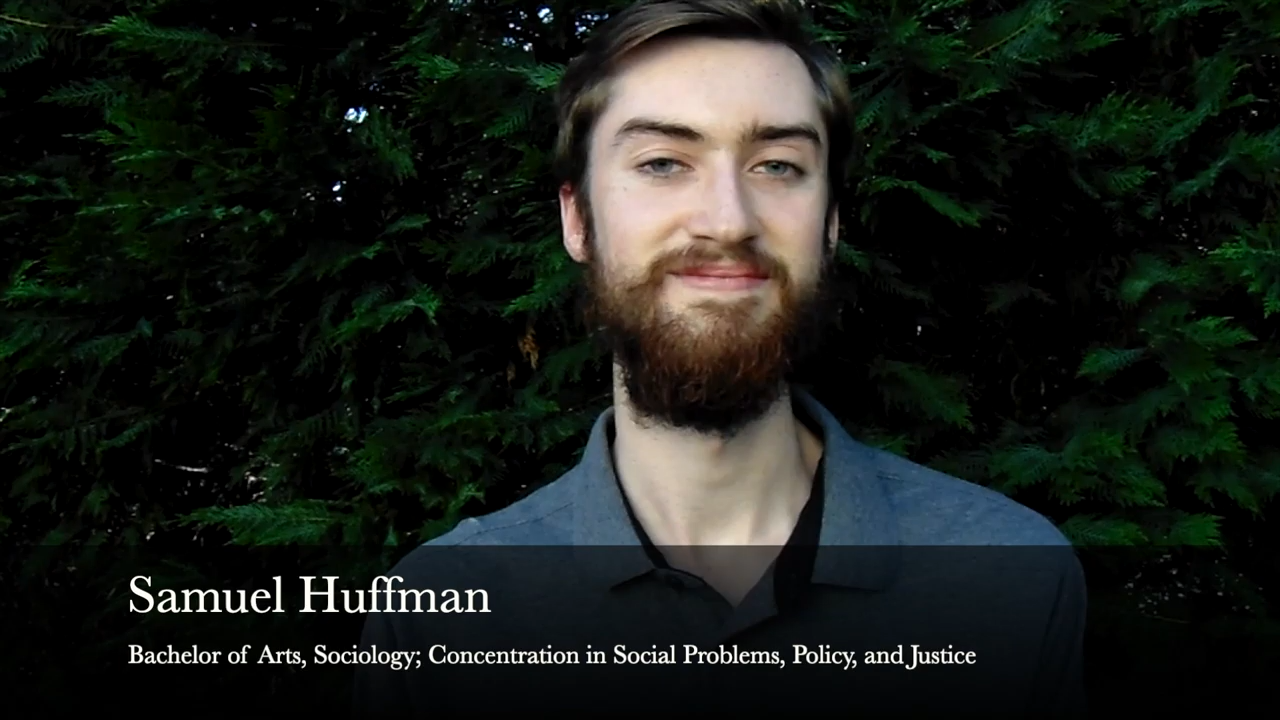 Samuel Huffman
Bachelor of Arts, Sociology; Concentration in Social Problems, Policy, and Justice